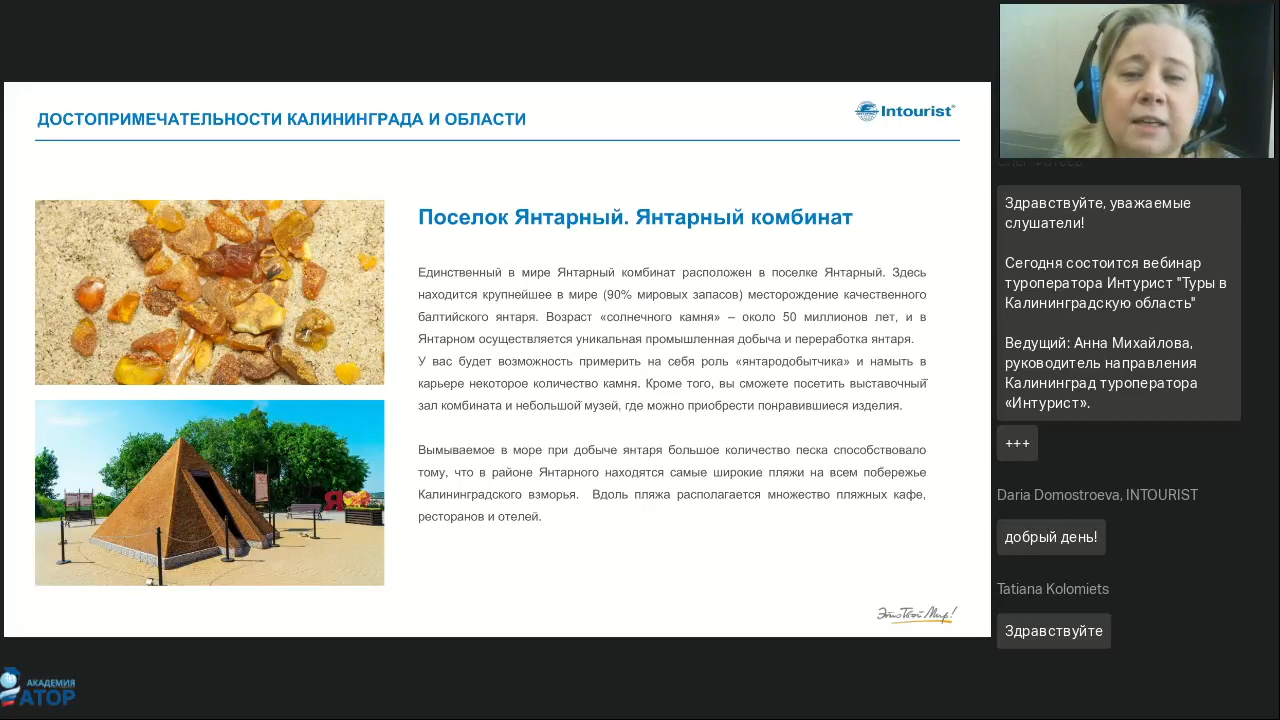 ДОСТОПРИМЕЧАТЕЛЬНОСТИ КАЛИНИНГРАДА И ОБЛАСТИ
Intourist®
Поселок Янтарный. Янтарный комбинат
Единственный в мире Янтарный комбинат расположен в поселке Янтарный. Здесь
находится крупнейшее в мире (90% мировых запасов) месторождение качественного
балтийского янтаря. Возраст «солнечного камня» – около 50 миллионов лет, и в
Янтарном осуществляется уникальная промышленная добыча и переработка янтаря.
У вас будет возможность примерить на себя роль «янтародобытчика» и намыть в
карьере некоторое количество камня. Кроме того, вы сможете посетить выставочный
зал комбината и небольшой музей, где можно приобрести понравившиеся изделия.
Вымываемое в море при добыче янтаря большое количество песка способствовало
тому, что в районе Янтарного находятся самые широкие пляжи на всем побережье
Калининградского взморья. Вдоль пляжа располагается множество пляжных кафе,
ресторанов и отелей.
Я
Это Твой Мир!
АКАДЕМИЯ
АТОР
Здравствуйте, уважаемые
слушатели!
Сегодня состоится вебинар
туроператора Интурист "Туры в
Калининградскую область"
Ведущий: Анна Михайлова,
руководитель направления
Калининград туроператора
«Интурист».
+++
Daria Domostroeva, INTOURIST
добрый день!
Tatiana Kolomiets
Здравствуйте